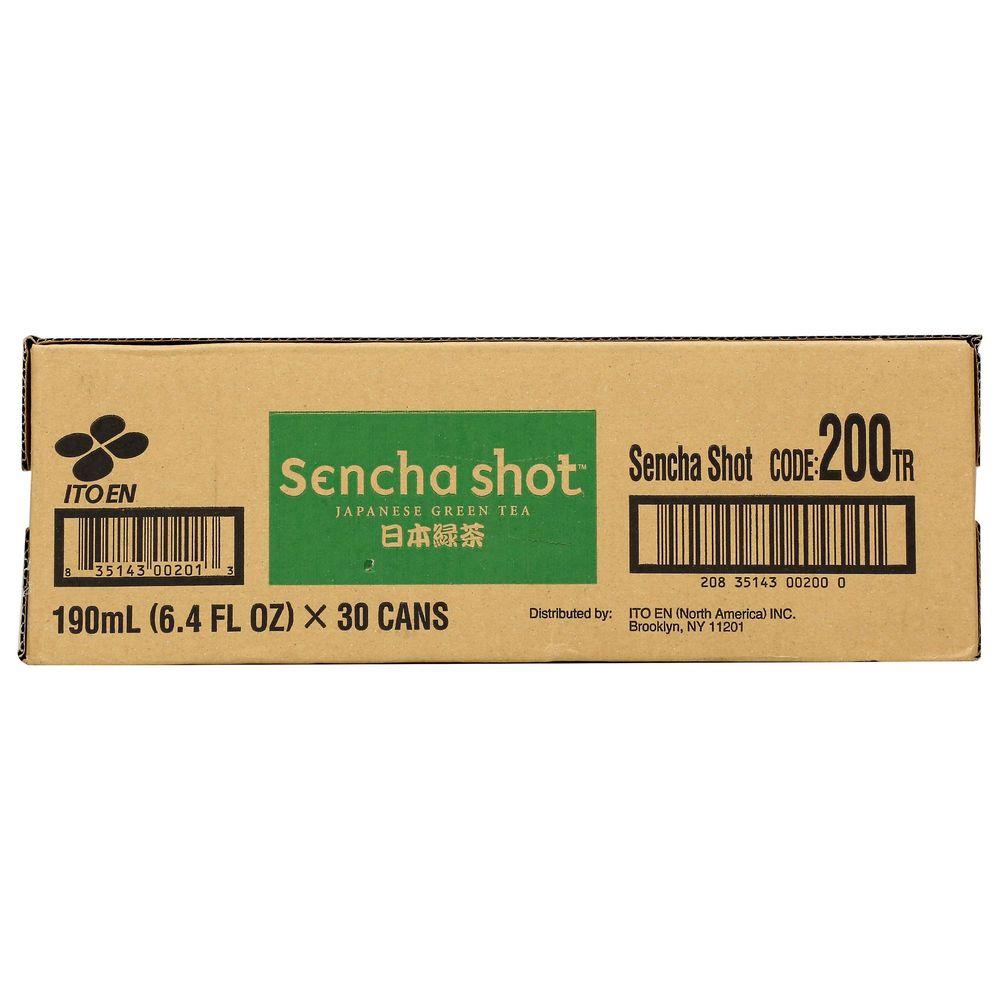 ITO EN
8 35143 00201 3
190mL (6.4 FL OZ) × 30 CANS
Sencha shot™
JAPANESE GREEN TEA
日本緑茶
Sencha Shot CODE:200TR
208 35143 00200 0
Distributed by: ITO EN (North America) INC.
Brooklyn, NY 11201